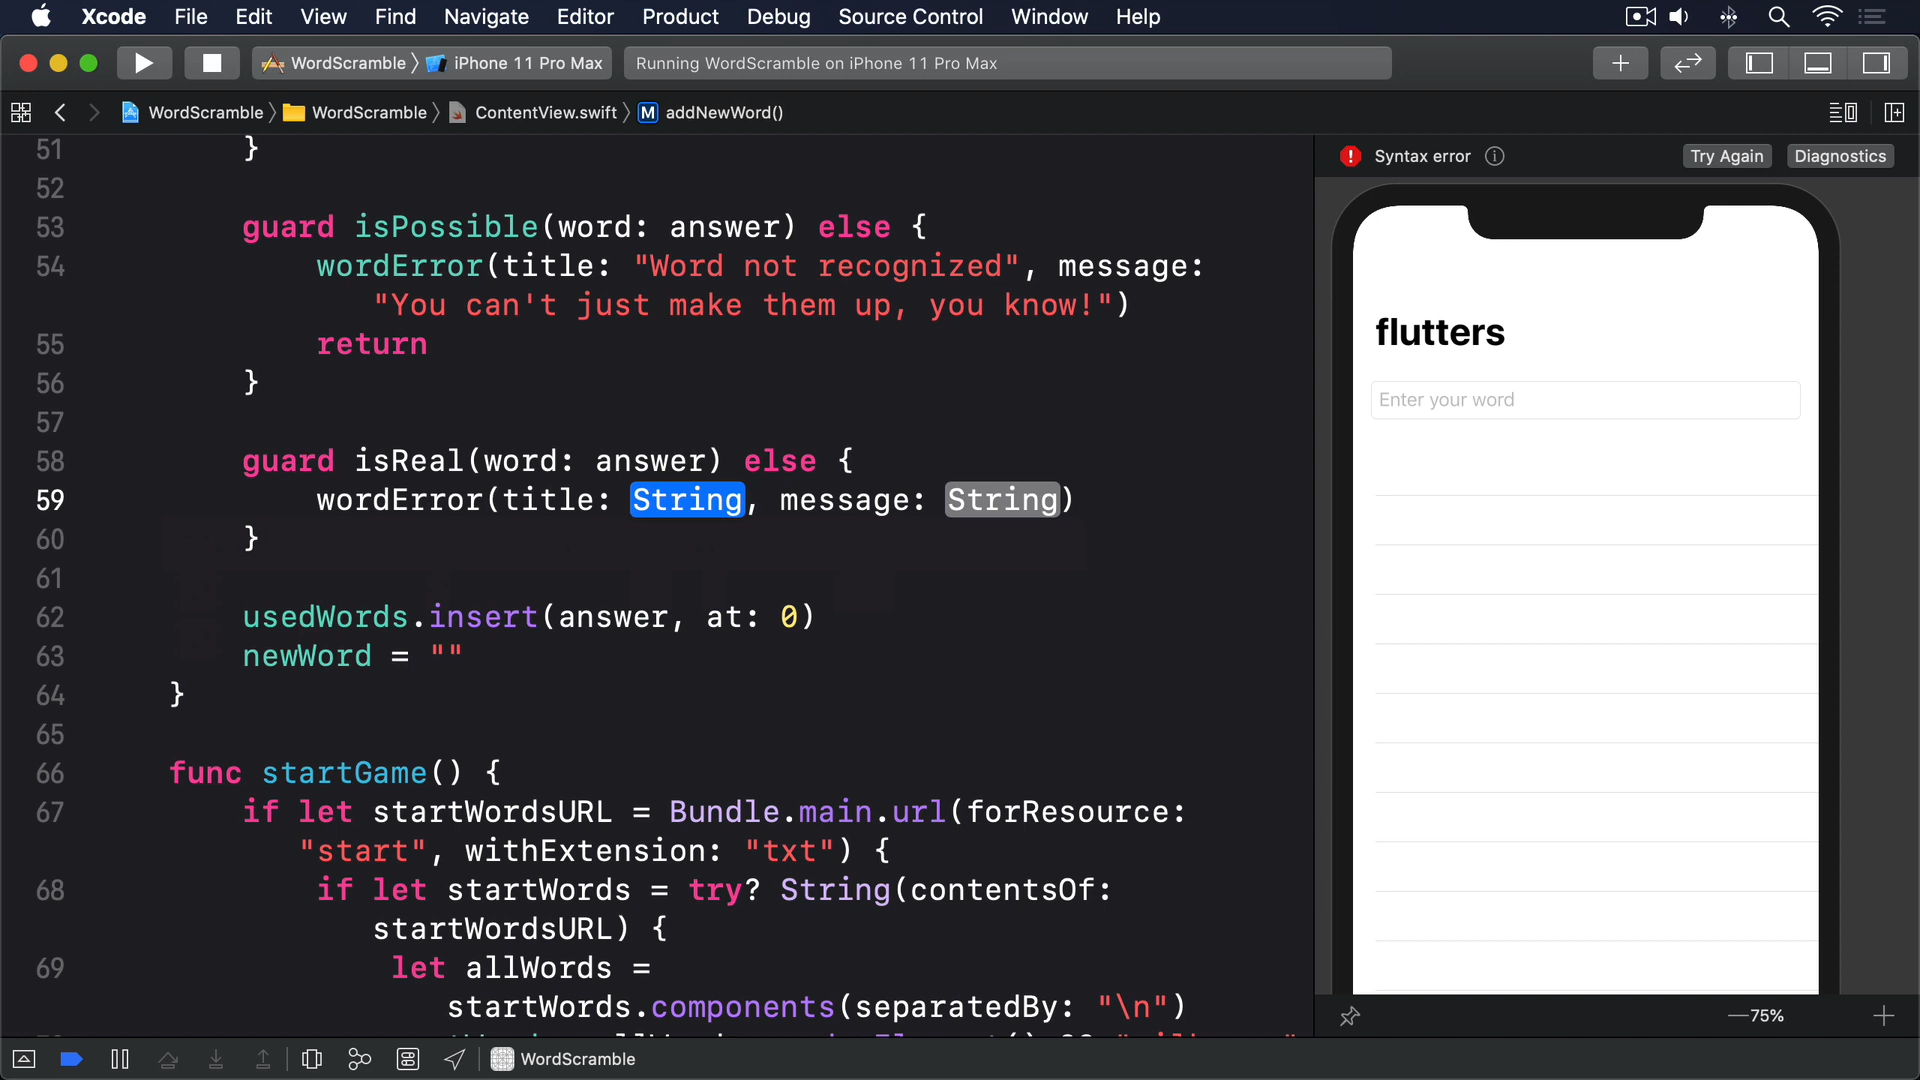 Xcode File Edit View Find Navigate Editor Product Debug Source Control Window Help
WordScramble iPhone 11 Pro Max Running WordScramble on iPhone 11 Pro Max
WordScramble WordScramble ContentView.swift M addNewWord()
51 }
52
53 guard isPossible(word: answer) else {
54 wordError(title: "Word not recognized", message:
"You can't just make them up, you know!")
55 return
56 }
57
58 guard isReal(word: answer) else {
59 wordError(title: String, message: String)
60 }
61
62 usedWords.insert(answer, at: 0)
63 newWord = ""
64 }
65
66 func startGame() {
67 if let startWordsURL = Bundle.main.url(forResource:
"start", withExtension: "txt") {
68 if let startWords = try? String(contentsOf:
startWordsURL) {
69 let allWords =
startWords.components(separatedBy: "\n")
Syntax error Try Again Diagnostics
flutters
Enter your word
75%
WordScramble